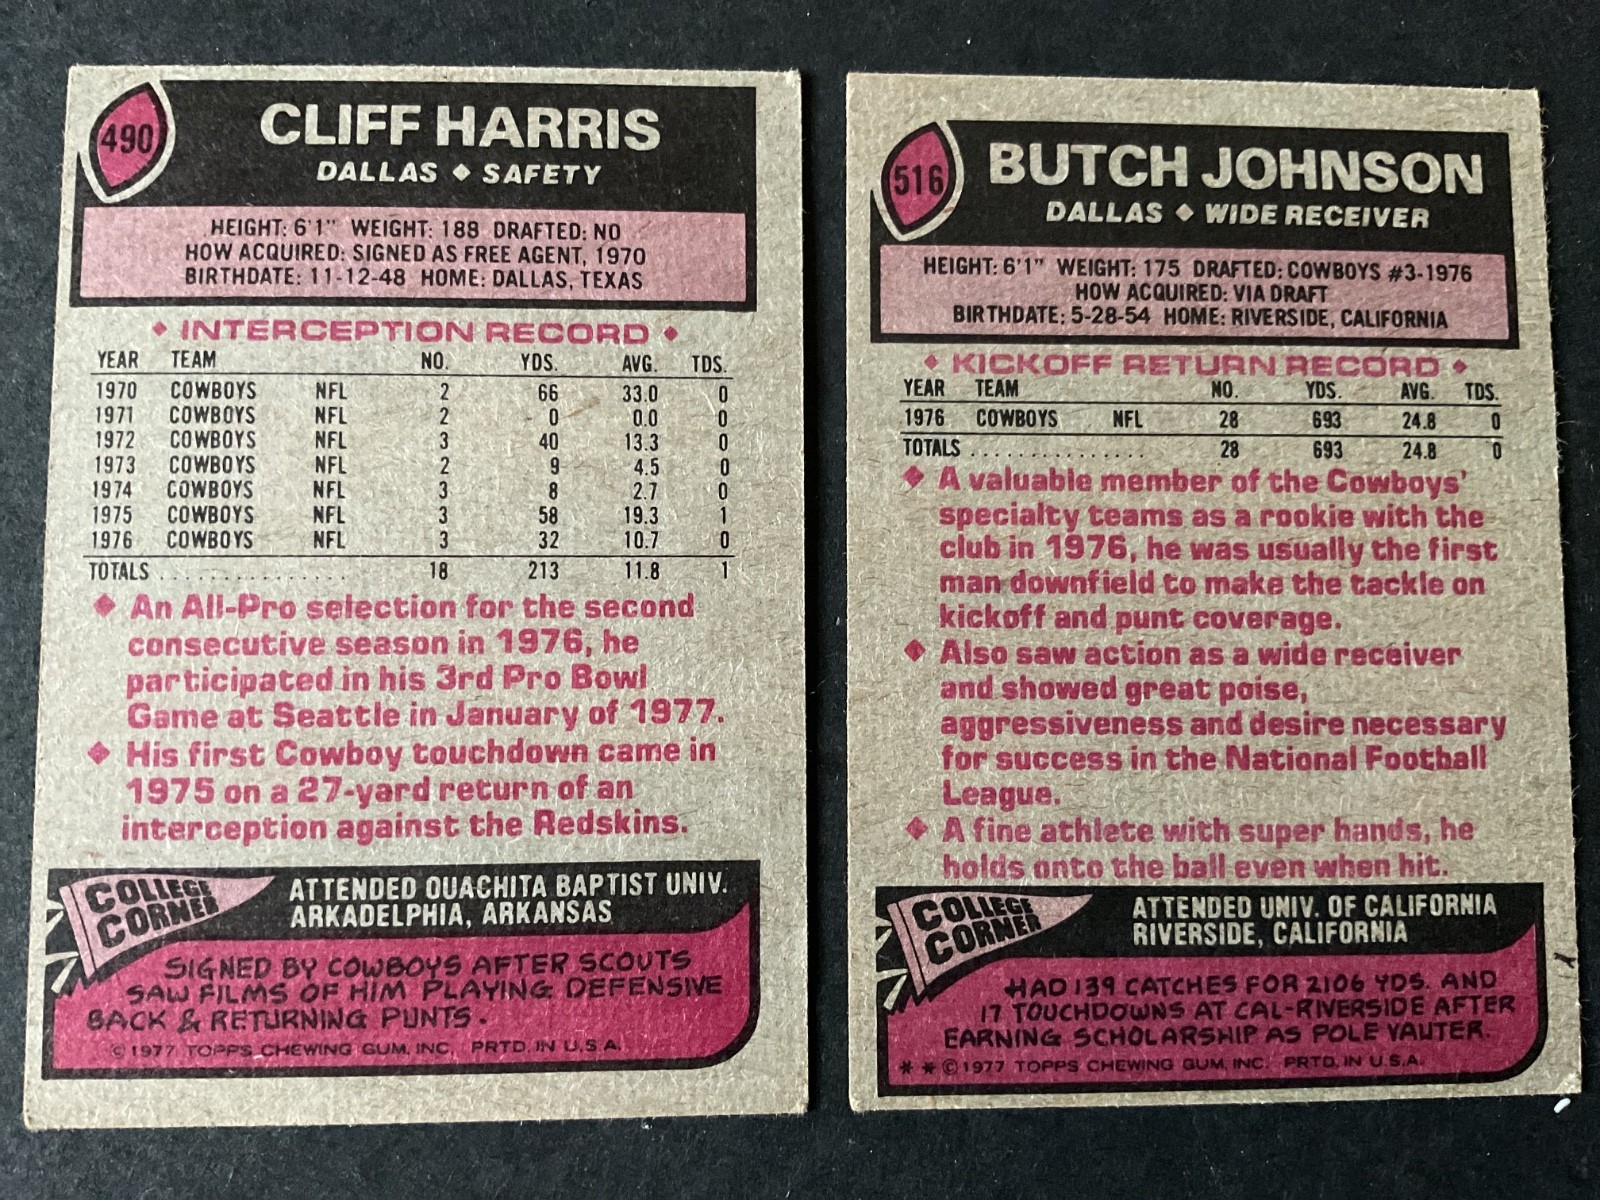 490
CLIFF HARRIS
DALLAS ◆ SAFETY
HEIGHT: 6'1" WEIGHT: 188 DRAFTED: NO
HOW ACQUIRED: SIGNED AS FREE AGENT, 1970
BIRTHDATE: 11-12-48 HOME: DALLAS, TEXAS
◆ INTERCEPTION RECORD ◆
YEAR TEAM NO. YDS. AVG. TDS.
1970 COWBOYS NFL 2 66 33.0 0
1971 COWBOYS NFL 2 0 0.0 0
1972 COWBOYS NFL 3 40 13.3 0
1973 COWBOYS NFL 2 9 4.5 0
1974 COWBOYS NFL 3 8 2.7 0
1975 COWBOYS NFL 3 58 19.3 1
1976 COWBOYS NFL 3 32 10.7 0
TOTALS ................ 18 213 11.8 1
◆ An All-Pro selection for the second
consecutive season in 1976, he
participated in his 3rd Pro Bowl
Game at Seattle in January of 1977.
◆ His first Cowboy touchdown came in
1975 on a 27-yard return of an
interception against the Redskins.
COLLEGE
CORNER
ATTENDED OUACHITA BAPTIST UNIV.
ARKADELPHIA, ARKANSAS
SIGNED BY COWBOYS AFTER SCOUTS
SAW FILMS OF HIM PLAYING DEFENSIVE
BACK & RETURNING PUNTS.
© 1977 TOPPS CHEWING GUM, INC. PRTD. IN U.S.A.
516
BUTCH JOHNSON
DALLAS ◆ WIDE RECEIVER
HEIGHT: 6'1" WEIGHT: 175 DRAFTED: COWBOYS #3-1976
HOW ACQUIRED: VIA DRAFT
BIRTHDATE: 5-28-54 HOME: RIVERSIDE, CALIFORNIA
◆ KICKOFF RETURN RECORD ◆
YEAR TEAM NO. YDS. AVG. TDS.
1976 COWBOYS NFL 28 693 24.8 0
TOTALS ............... 28 693 24.8 0
◆ A valuable member of the Cowboys'
specialty teams as a rookie with the
club in 1976, he was usually the first
man downfield to make the tackle on
kickoff and punt coverage.
◆ Also saw action as a wide receiver
and showed great poise,
aggressiveness and desire necessary
for success in the National Football
League.
◆ A fine athlete with super hands, he
holds onto the ball even when hit.
COLLEGE
CORNER
ATTENDED UNIV. OF CALIFORNIA
RIVERSIDE, CALIFORNIA
HAD 139 CATCHES FOR 2106 YDS. AND
17 TOUCHDOWNS AT CAL-RIVERSIDE AFTER
EARNING SCHOLARSHIP AS POLE VAUTER.
* * © 1977 TOPPS CHEWING GUM, INC. PRTD. IN U.S.A.